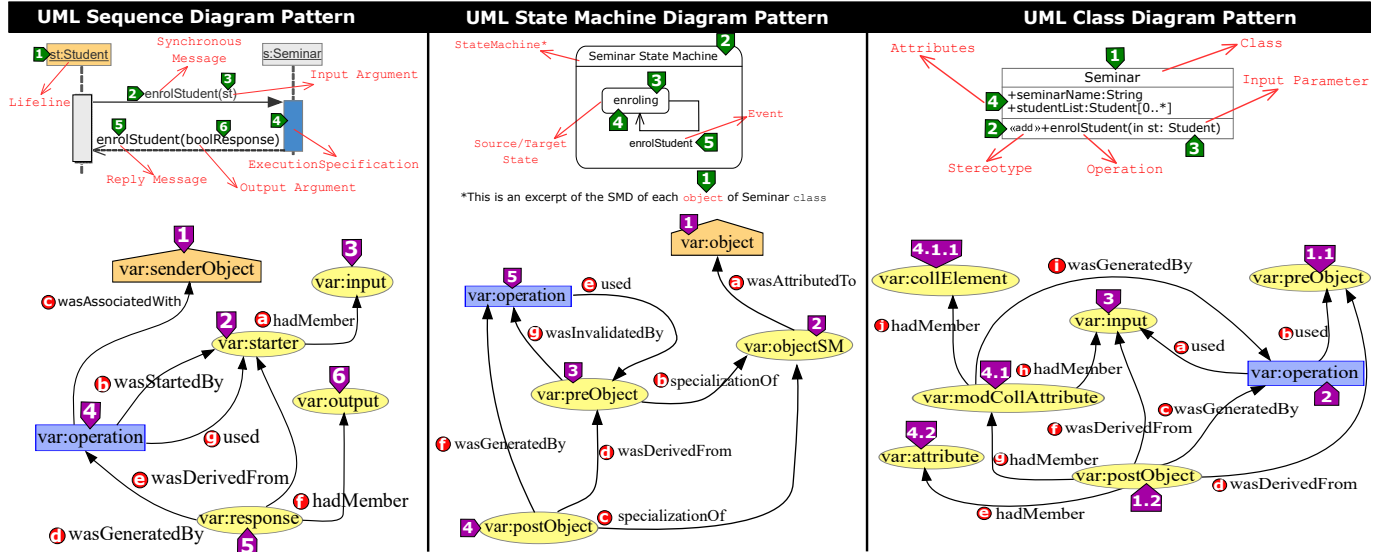 UML Sequence Diagram Pattern
1
st:Student
Synchronous
Message
s:Seminar
3
Input Argument
2
enrolStudent(st)
Lifeline
5
6
4
enrolStudent(boolResponse)
ExecutionSpecification
Reply Message
Output Argument
1
var:senderObject
3
var:input
c wasAssociatedWith
a hadMember
2
var:starter
b wasStartedBy
6
var:output
4
var:operation
g used
e wasDerivedFrom
f hadMember
var:response
d wasGeneratedBy
5
UML State Machine Diagram Pattern
StateMachine*
2
Seminar State Machine
3
enroling
4
Event
enrolStudent
5
Source/Target
State
1
*This is an excerpt of the SMD of each object of Seminar class
1
var:object
5
var:operation
e used
a wasAttributedTo
g wasInvalidatedBy
2
var:objectSM
3
var:preObject
b specializationOf
f wasGeneratedBy
d wasDerivedFrom
4
var:postObject
c specializationOf
UML Class Diagram Pattern
Attributes
1
Class
Seminar
Input Parameter
4
+seminarName:String
+studentList:Student[0..*]
2
«add»+enrolStudent(in st: Student)
3
Stereotype
Operation
4.1.1
var:collElement
i wasGeneratedBy
1.1
var:preObject
3
var:input
j hadMember
b used
a used
4.1
h hadMember
var:operation
var:modCollAttribute
2
c wasGeneratedBy
4.2
f wasDerivedFrom
var:attribute
g hadMember
var:postObject
d wasDerivedFrom
1.2
e hadMember